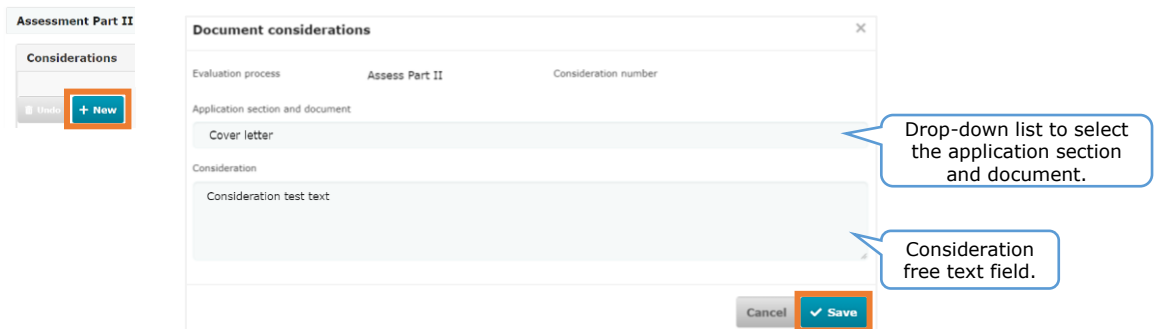 Assessment Part II
Considerations
Undo
+ New
Document considerations
×
Evaluation process Assess Part II Consideration number
Application section and document
Cover letter
Consideration
Consideration test text
Cancel ✓ Save
Drop-down list to select
the application section
and document.
Consideration
free text field.